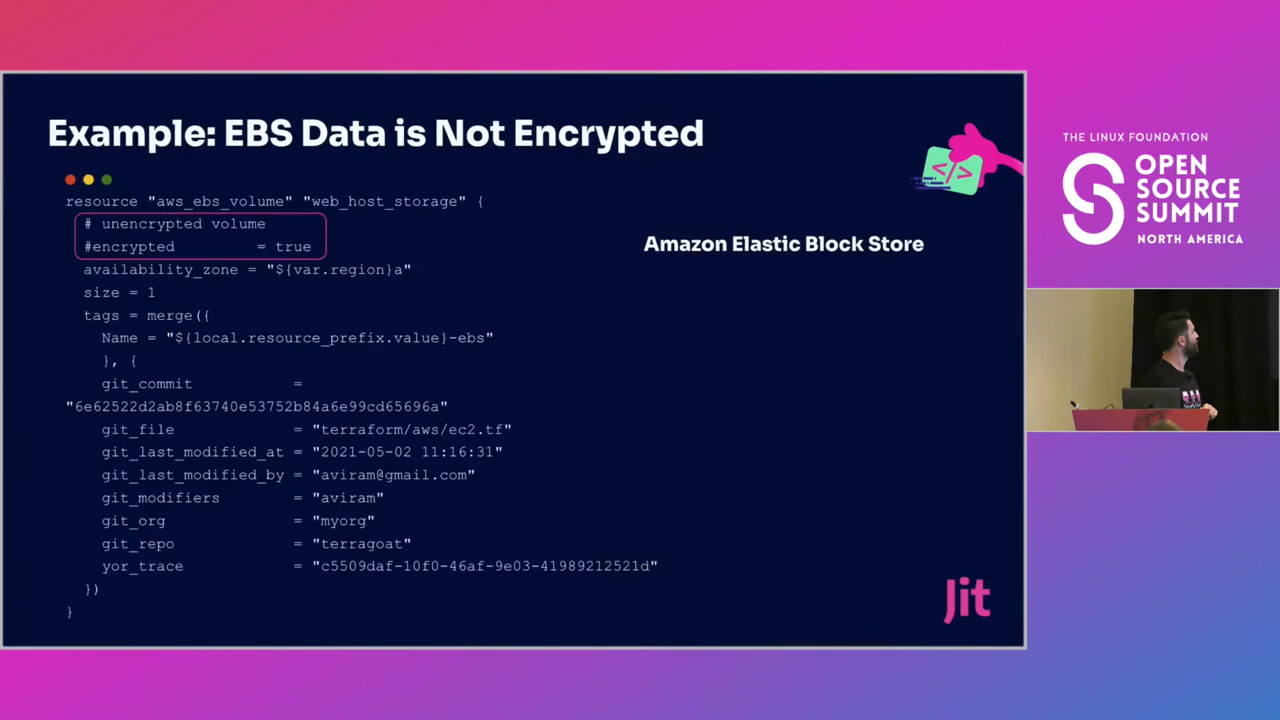 Example: EBS Data is Not Encrypted
resource "aws_ebs_volume" "web_host_storage" {
# unencrypted volume
#encrypted = true
availability_zone = "${var.region}a"
size = 1
tags = merge({
Name = "${local.resource_prefix.value}-ebs"
}, {
git_commit =
"6e62522d2ab8f63740e53752b84a6e99cd65696a"
git_file = "terraform/aws/ec2.tf"
git_last_modified_at = "2021-05-02 11:16:31"
git_last_modified_by = "aviram@gmail.com"
git_modifiers = "aviram"
git_org = "myorg"
git_repo = "terragoat"
yor_trace = "c5509daf-10f0-46af-9e03-41989212521d"
})
}
Amazon Elastic Block Store
</>
Jit
THE LINUX FOUNDATION
OPEN
SOURCE
SUMMIT
NORTH AMERICA